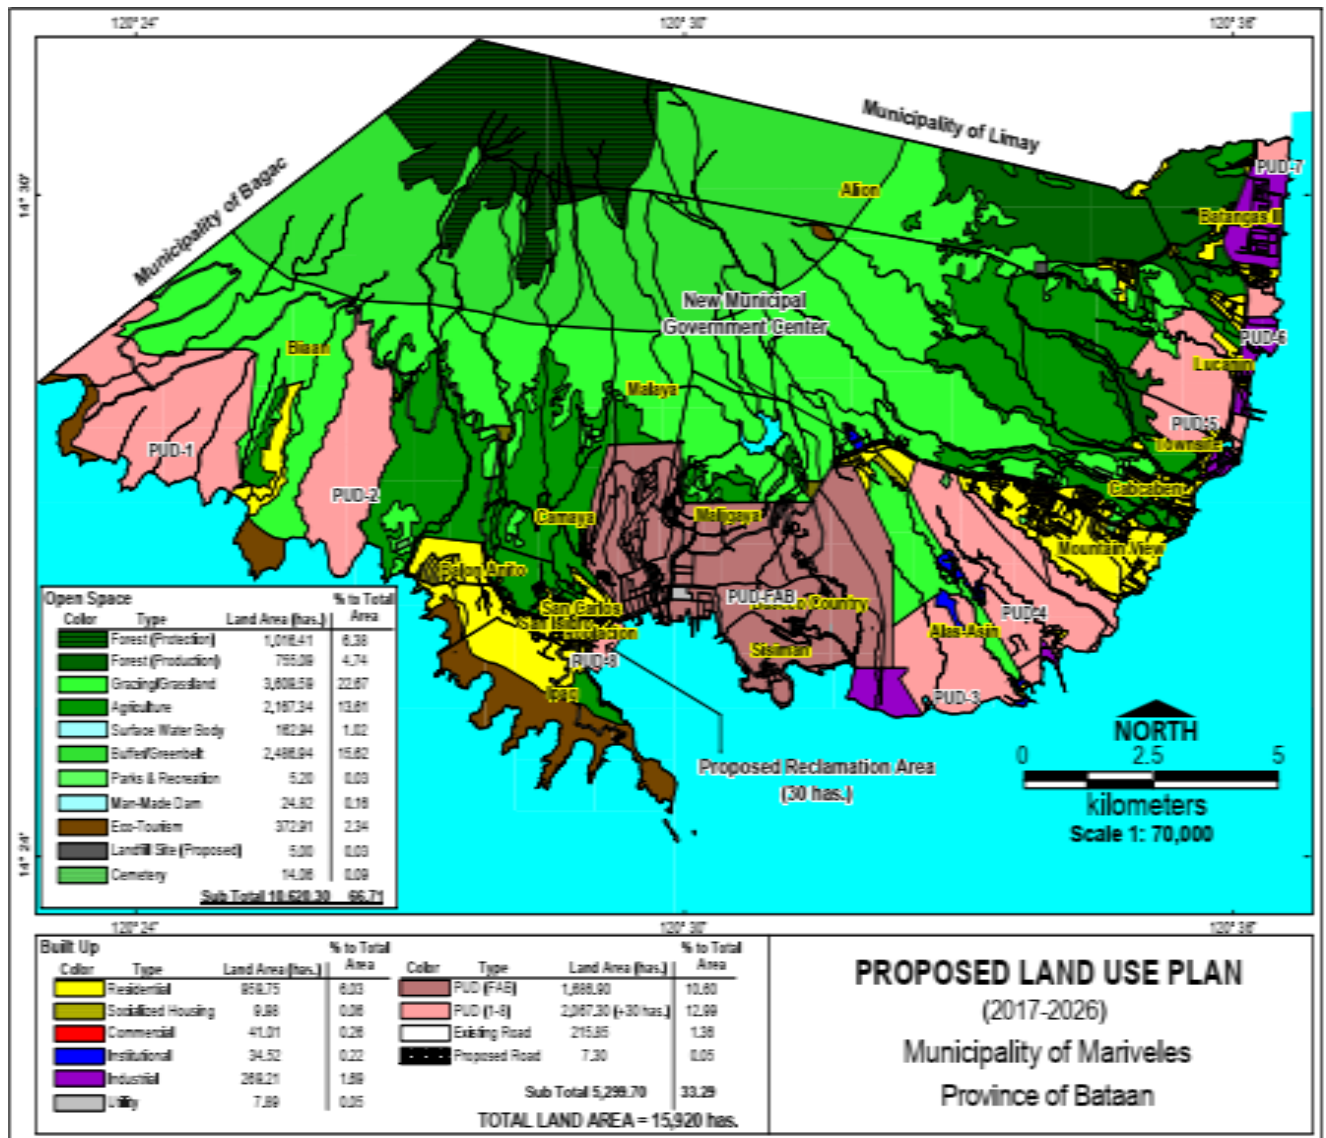 120° 24' 120° 30' 120° 36'
Municipality of Limay
Municipality of Bagac
14° 30'
PUD-7
Alion
Batangas II
New Municipal
Government Center
PUD-6
Biaan
Lucanin
Malaya
PUD-5
PUD-1
Townsite
PUD-2
Cabcaben
Camaya
Maligaya
Mountain View
Balon Anito
PUD-FAB
Country
San Carlos
PUD-4
San Isidro
Alas-Asin
Sisiman
PUD-8
Ipag
PUD-3
NORTH
0 2.5 5
kilometers
Scale 1: 70,000
Proposed Reclamation Area
(30 has.)
14° 24'
Open Space
Color Type Land Area (has.) % to Total Area
Forest (Protection) 1,016.41 6.38
Forest (Production) 755.09 4.74
Grazing/Grassland 3,609.59 22.67
Agriculture 2,167.34 13.61
Surface Water Body 162.94 1.02
Buffer/Greenbelt 2,486.94 15.62
Parks & Recreation 5.20 0.03
Man-Made Dam 24.82 0.16
Eco-Tourism 372.91 2.34
Landfill Site (Proposed) 5.00 0.03
Cemetery 14.06 0.09
Sub Total 10,620.30 66.71
120° 24' 120° 30' 120° 36'
Built Up
Color Type Land Area (has.) % to Total Area
Residential 959.75 6.03
Socialized Housing 9.98 0.06
Commercial 41.01 0.26
Institutional 34.52 0.22
Industrial 269.21 1.69
Utility 7.89 0.05
Color Type Land Area (has.) % to Total Area
PUD (FAB) 1,686.90 10.60
PUD (1-8) 2,067.30 (+30 has.) 12.99
Existing Road 215.85 1.36
Proposed Road 7.30 0.05
Sub Total 5,299.70 33.29
TOTAL LAND AREA = 15,920 has.
PROPOSED LAND USE PLAN
(2017-2026)
Municipality of Mariveles
Province of Bataan